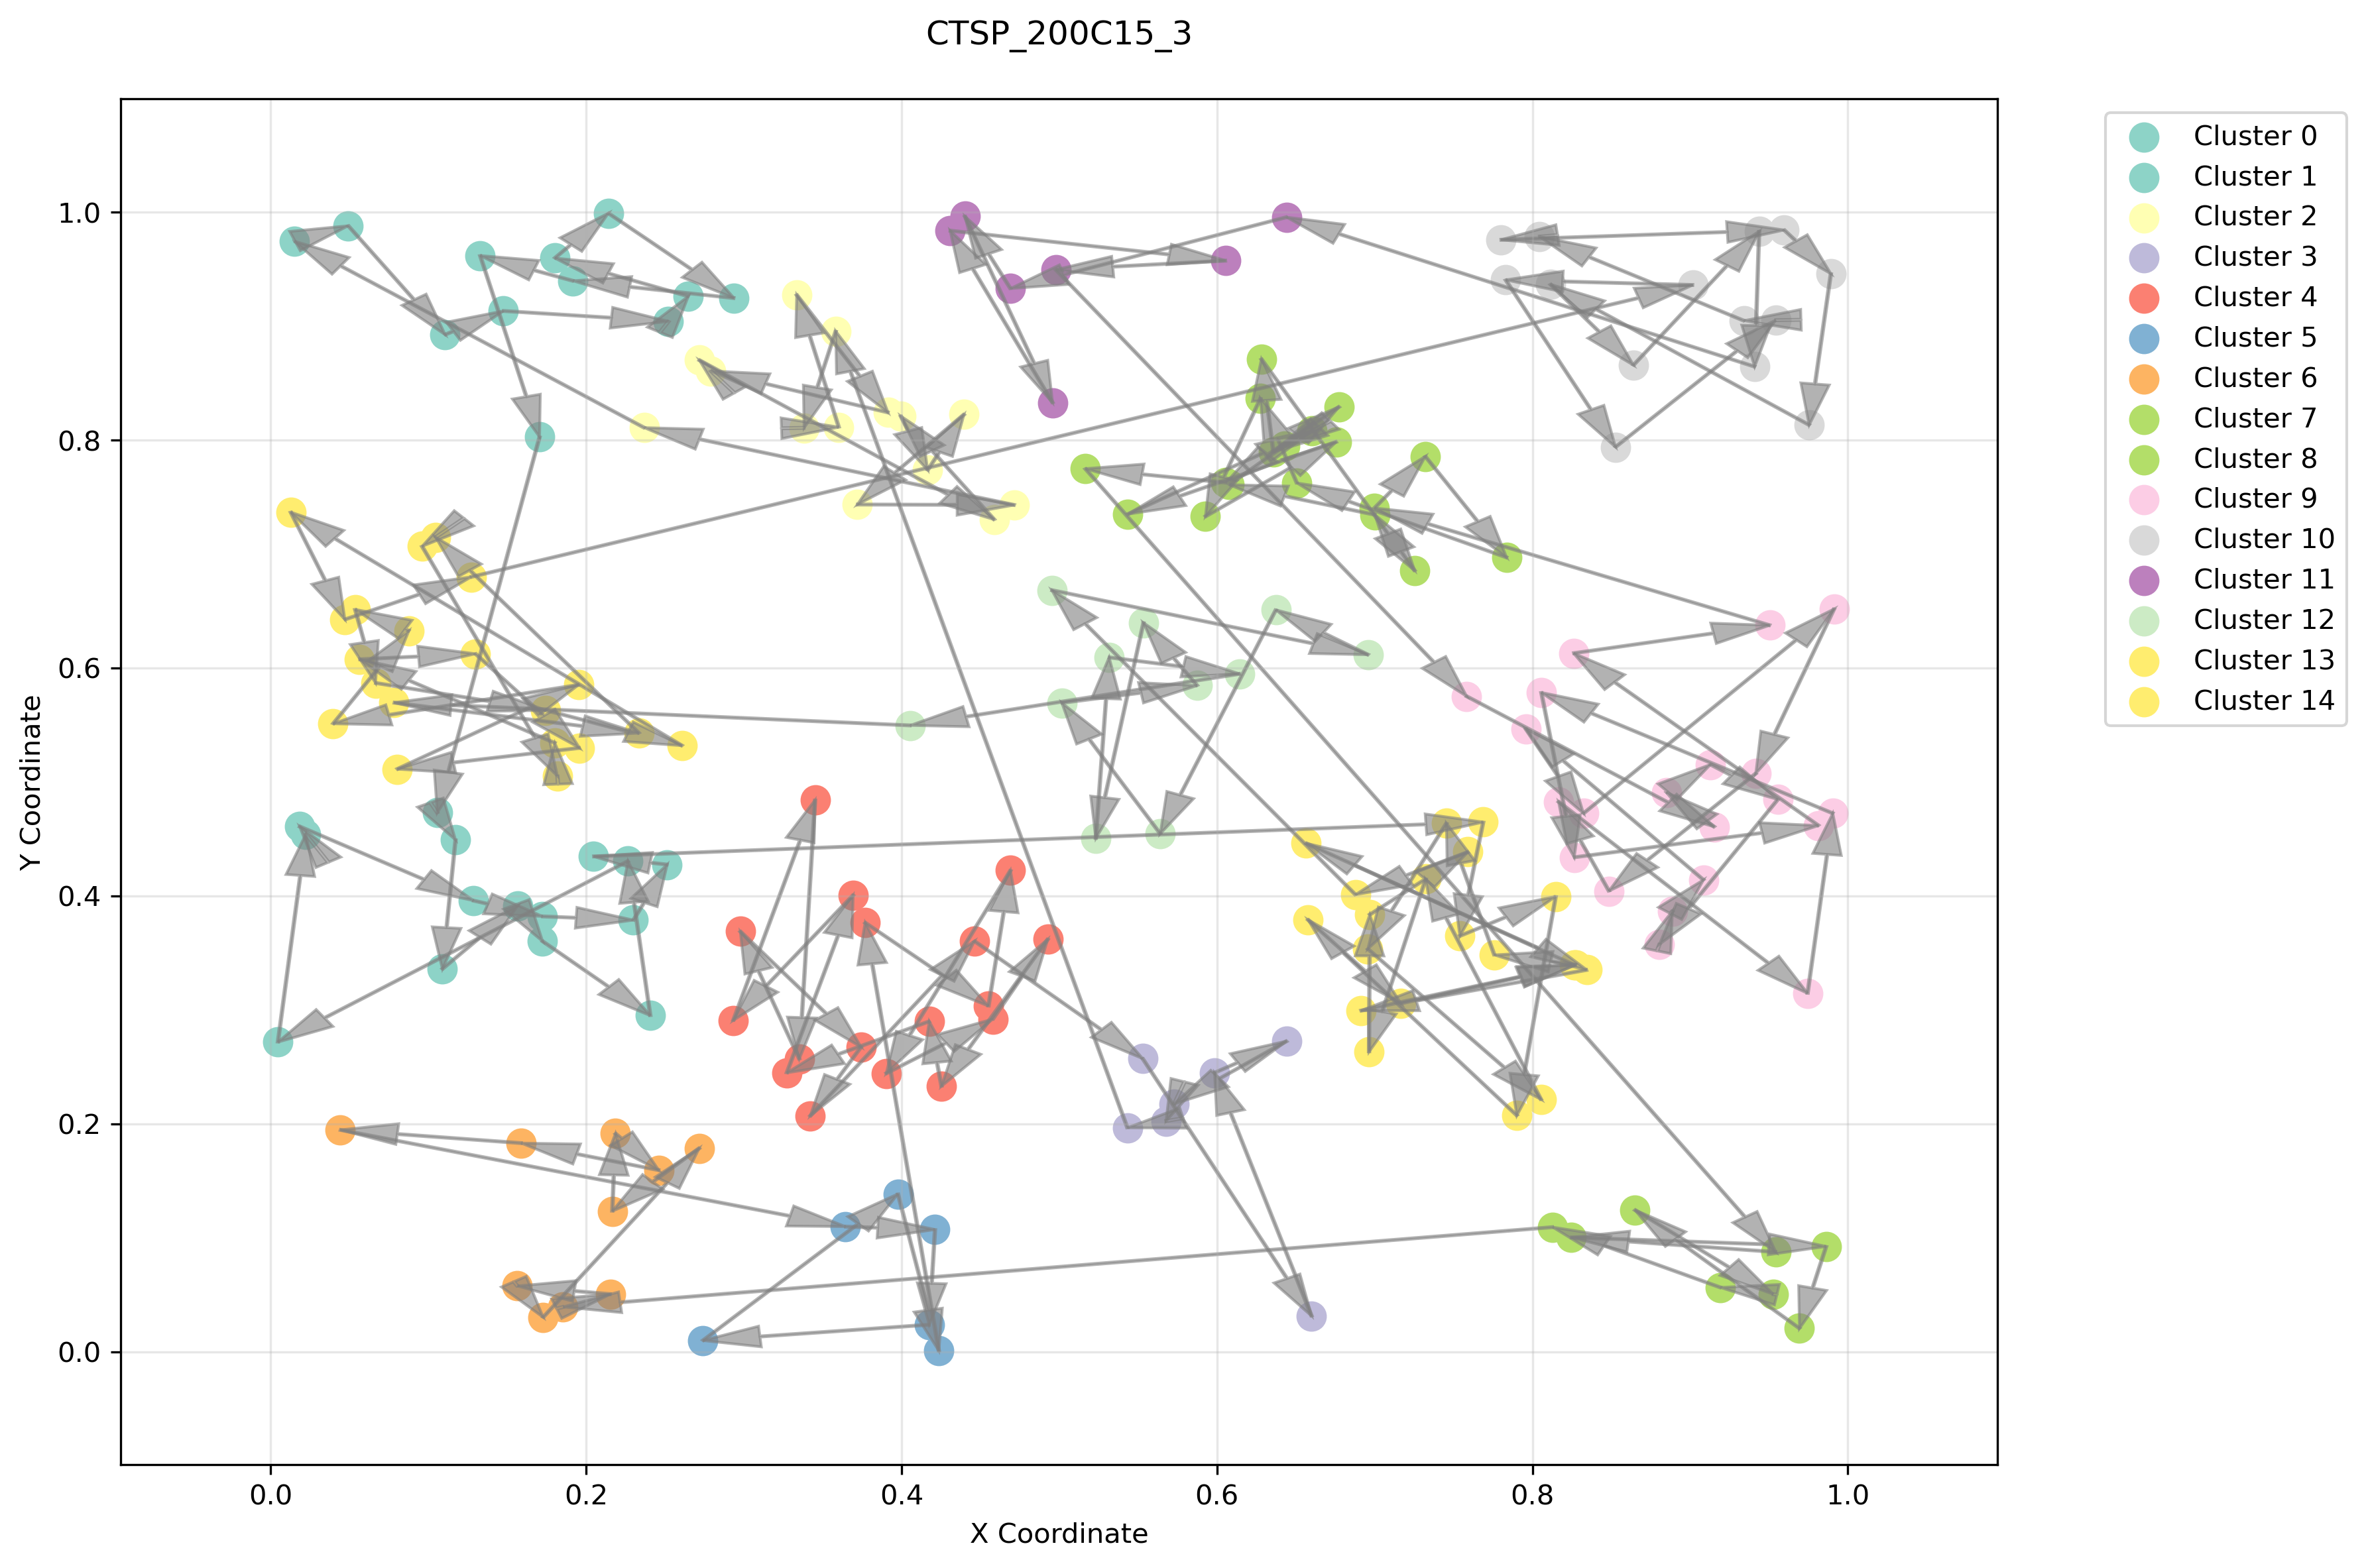 CTSP_200C15_3
1.0
0.8
0.6
0.4
0.2
0.0
Y Coordinate
0.0 0.2 0.4 0.6 0.8 1.0
X Coordinate
Cluster 0
Cluster 1
Cluster 2
Cluster 3
Cluster 4
Cluster 5
Cluster 6
Cluster 7
Cluster 8
Cluster 9
Cluster 10
Cluster 11
Cluster 12
Cluster 13
Cluster 14